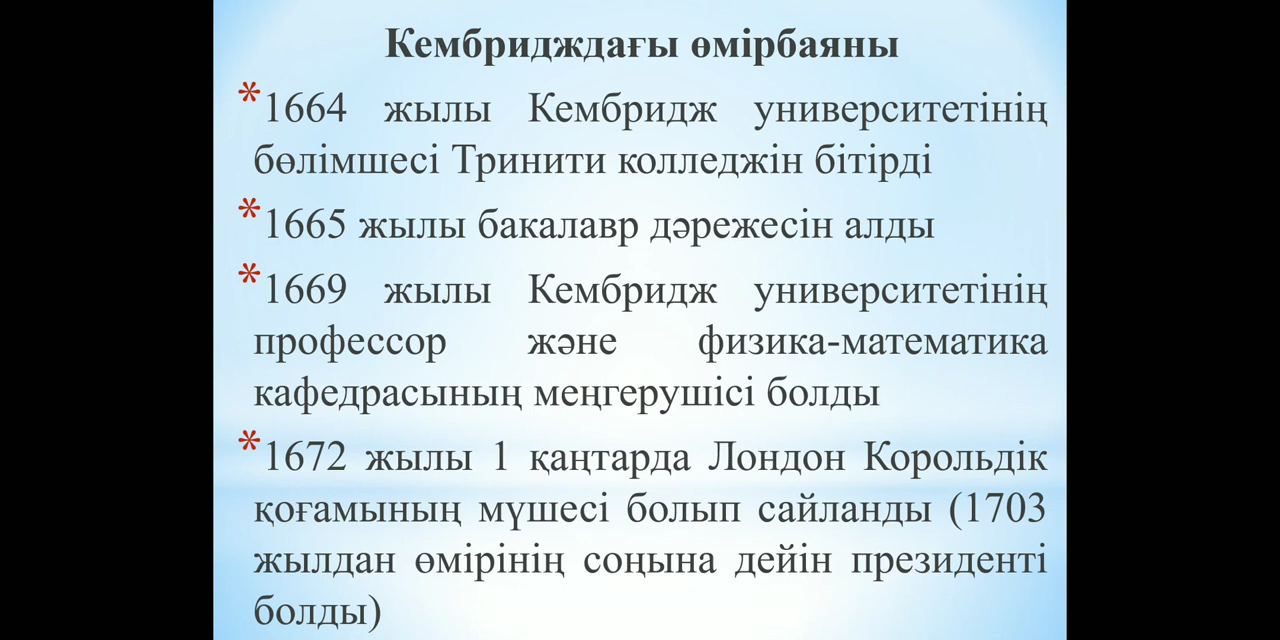 Кембридждағы өмірбаяны
*1664 жылы Кембридж университетінің
бөлімшесі Тринити колледжін бітірді
*1665 жылы бакалавр дәрежесін алды
*1669 жылы Кембридж университетінің
профессор және физика-математика
кафедрасының меңгерушісі болды
*1672 жылы 1 қаңтарда Лондон Корольдік
қоғамының мүшесі болып сайланды (1703
жылдан өмірінің соңына дейін президенті
болды)